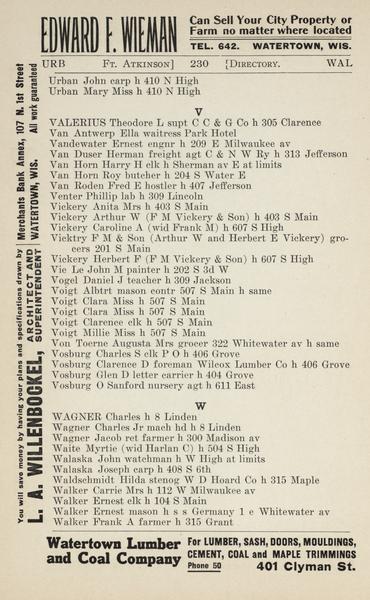 EDWARD F. WIEMAN
Can Sell Your City Property or
Farm no matter where located
TEL. 642. WATERTOWN, WIS.
URB Ft. Atkinson] 230 {Directory. WAL
Urban John carp h 410 N High
Urban Mary Miss h 410 N High
V
VALERIUS Theodore L supt C C & G Co h 305 Clarence
Van Antwerp Ella waitress Park Hotel
Vandewater Ernest engnr h 209 E Milwaukee av
Van Duser Herman freight agt C & N W Ry h 313 Jefferson
Van Horn Harry H clk h Sherman av E at limits
Van Horn Roy butcher h 204 S Water E
Van Roden Fred E hostler h 407 Jefferson
Venter Phillip lab h 309 Lincoln
Vickery Anita Mrs h 403 S Main
Vickery Arthur W (F M Vickery & Son) h 403 S Main
Vickery Caroline A (wid Frank M) h 607 S High
Vicktry F M & Son (Arthur W and Herbert E Vickery) gro-
cers 201 S Main
Vickery Herbert F (F M Vickery & Son) h 607 S High
Vie Le John M painter h 202 S 3d W
Vogel Daniel J teacher h 309 Jackson
Voigt Albtrt mason contr 507 S Main h same
Voigt Clara Miss h 507 S Main
Voigt Clara Miss h 507 S Main
Voigt Clarence clk h 507 S Main
Voigt Millie Miss h 507 S Main
Von Toerne Augusta Mrs grocer 322 Whitewater av h same
Vosburg Charles S clk P O h 406 Grove
Vosburg Clarence D foreman Wilcox Lumber Co h 406 Grove
Vosburg Glen D letter carrier h 404 Grove
Vosburg O Sanford nursery agt h 611 East
W
WAGNER Charles h 8 Linden
Wagner Charles Jr mach hd h 8 Linden
Wagner Jacob ret farmer h 300 Madison av
Waite Myrtie (wid Harlan C) h 504 S High
Walaska John watchman h W High at limits
Walaska Joseph carp h 408 S 6th
Waldschmidt Hilda stenog W D Hoard Co h 315 Maple
Walker Carrie Mrs h 112 W Milwaukee av
Walker Ernest elk h 104 S Main
Walker Ernest mason h s s Germany 1 e Whitewater av
Walker Frank A farmer h 315 Grant
You will save money by having your plans and specifications drawn by
L. A. WILLENBOCKEL, ARCHITECT AND SUPERINTENDENT
Merchants Bank Annex, 107 N. 1st Street
WATERTOWN, WIS. All work guaranteed
Watertown Lumber
and Coal Company
For LUMBER, SASH, DOORS, MOULDINGS,
CEMENT, COAL and MAPLE TRIMMINGS
Phone 50 401 Clyman St.